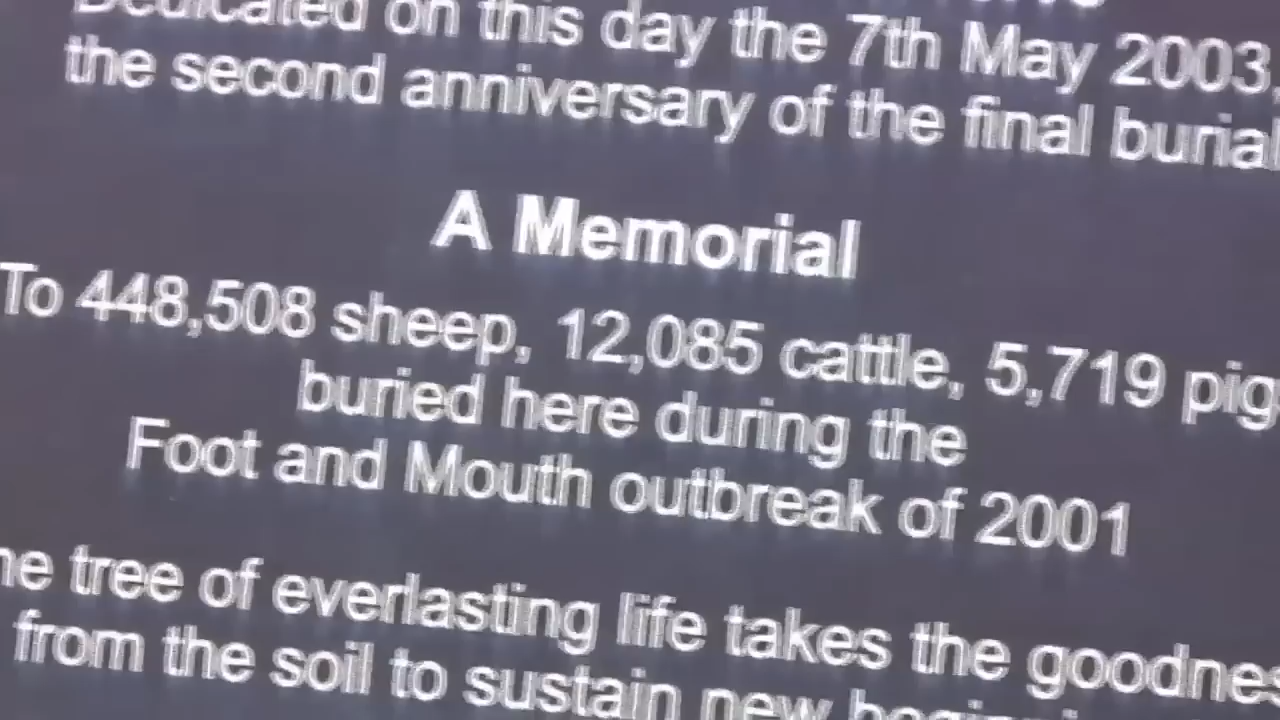 Dedicated on this day the 7th May 2003,
the second anniversary of the final burial
A Memorial
To 448,508 sheep, 12,085 cattle, 5,719 pig
buried here during the
Foot and Mouth outbreak of 2001
he tree of everlasting life takes the goodnes
from the soil to sustain new